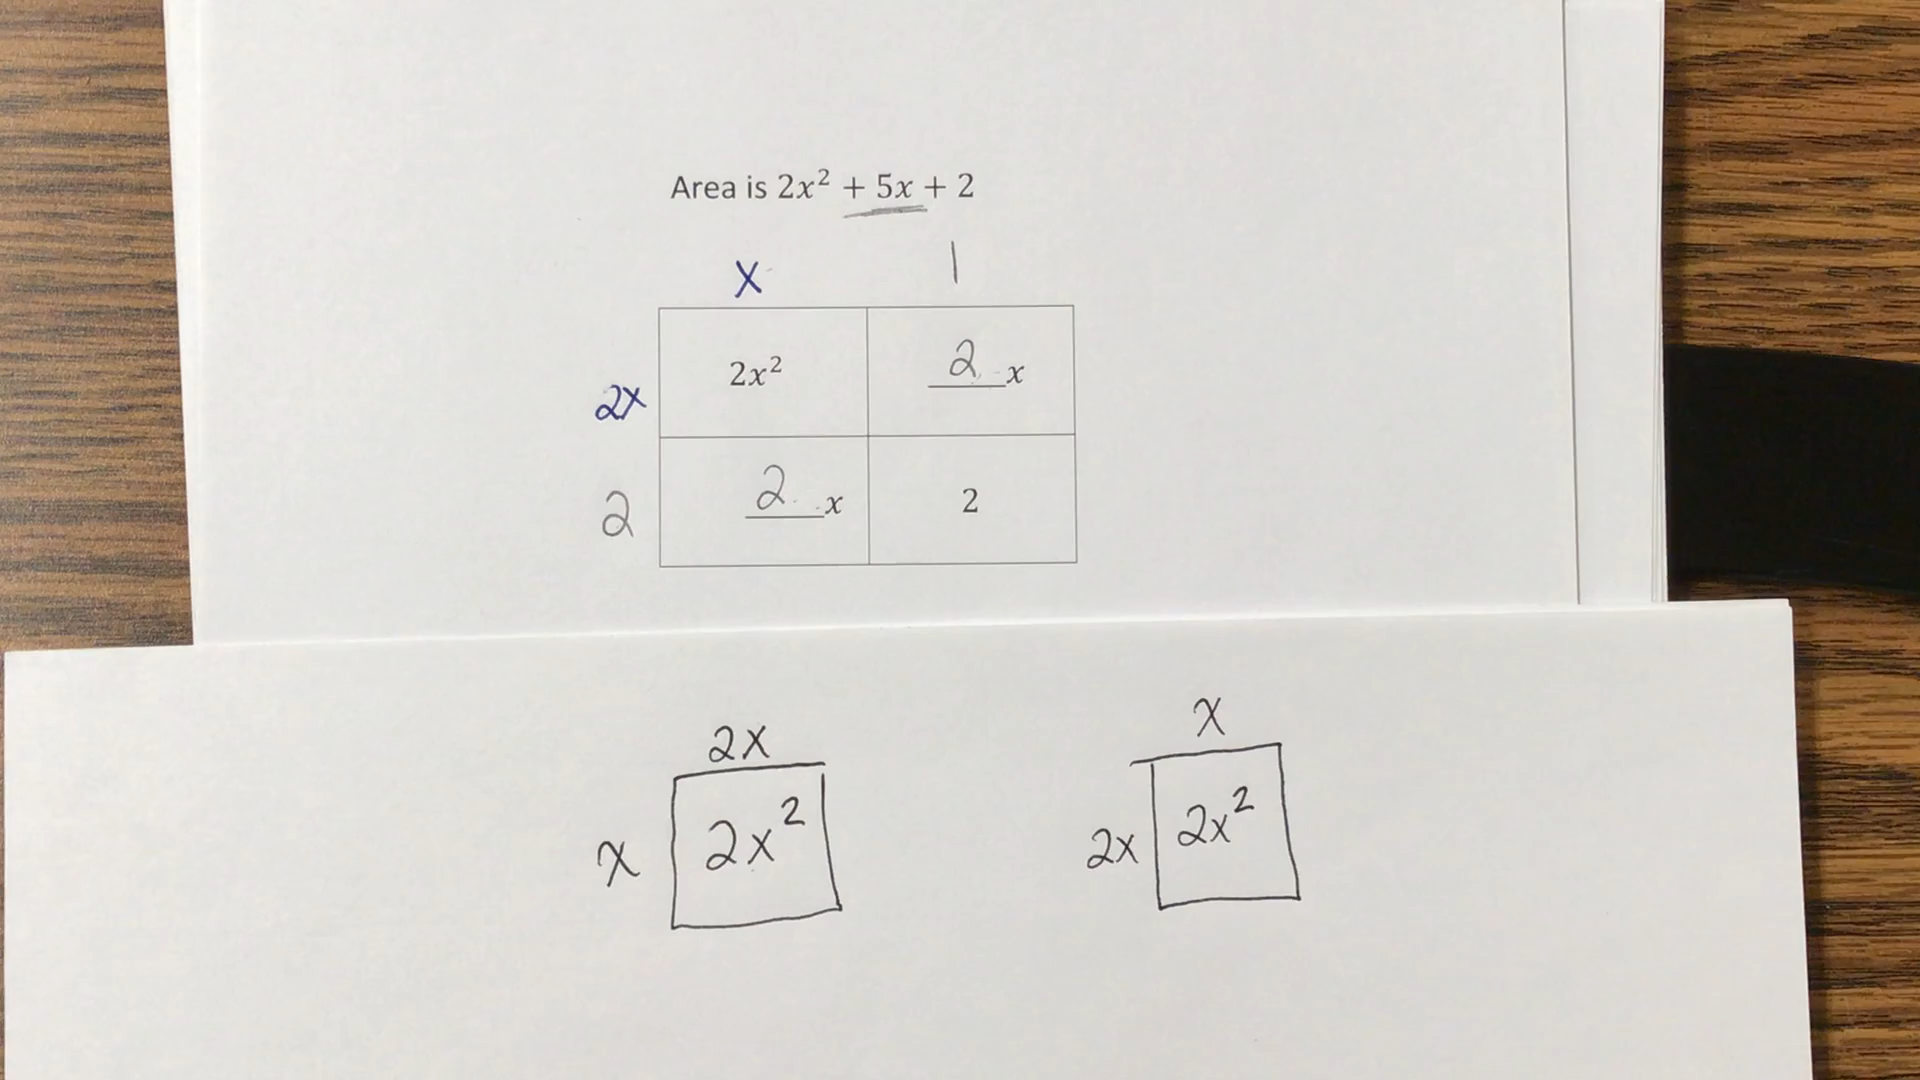 Area is 2x² + 5x + 2
x 1
2x 2x² 2 x
2 2 x 2
2x x
x 2x² 2x 2x²